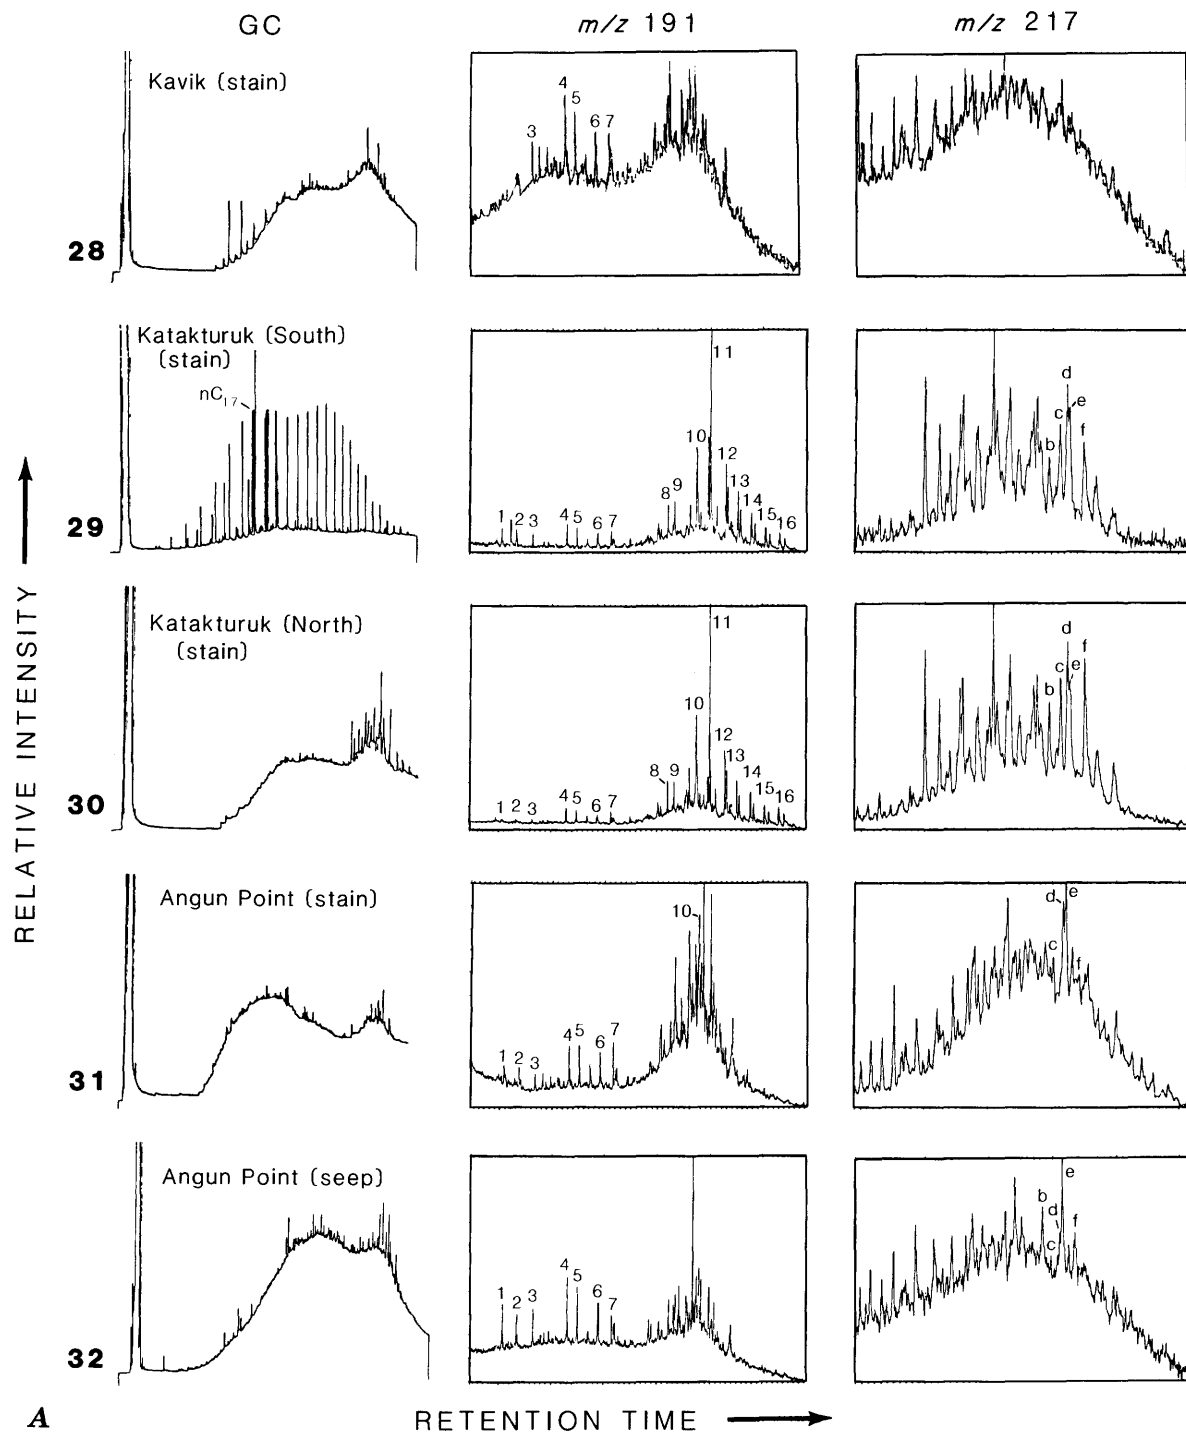 GC
m/z 191
m/z 217
RELATIVE INTENSITY
28
Kavik (stain)
3
4
5
6
7
29
Katakturuk (South)
(stain)
nC17
1
2
3
4
5
6
7
8
9
10
11
12
13
14
15
16
b
c
d
e
f
30
Katakturuk (North)
(stain)
1
2
3
4
5
6
7
8
9
10
11
12
13
14
15
16
b
c
d
e
f
31
Angun Point (stain)
1
2
3
4
5
6
7
10
c
d
e
f
32
Angun Point (seep)
1
2
3
4
5
6
7
b
c
d
e
f
A
RETENTION TIME